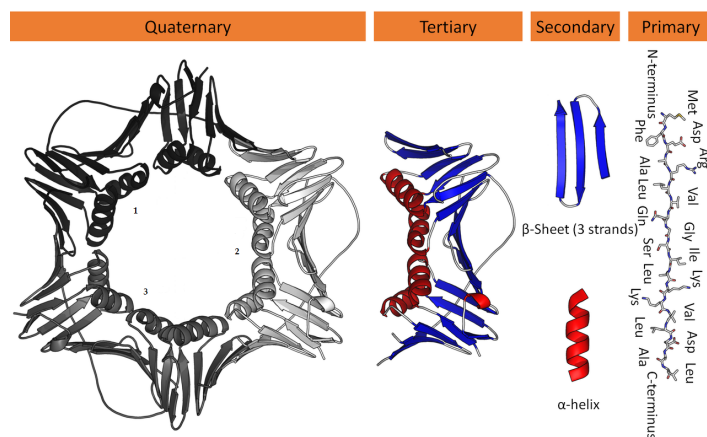 Quaternary
Tertiary
Secondary
Primary
1
2
3
β-Sheet (3 strands)
α-helix
N-terminus
Met
Phe
Asp
Arg
Ala
Leu
Val
Gln
Gly
Ser
Ile
Leu
Lys
Lys
Val
Leu
Asp
Ala
Leu
C-terminus